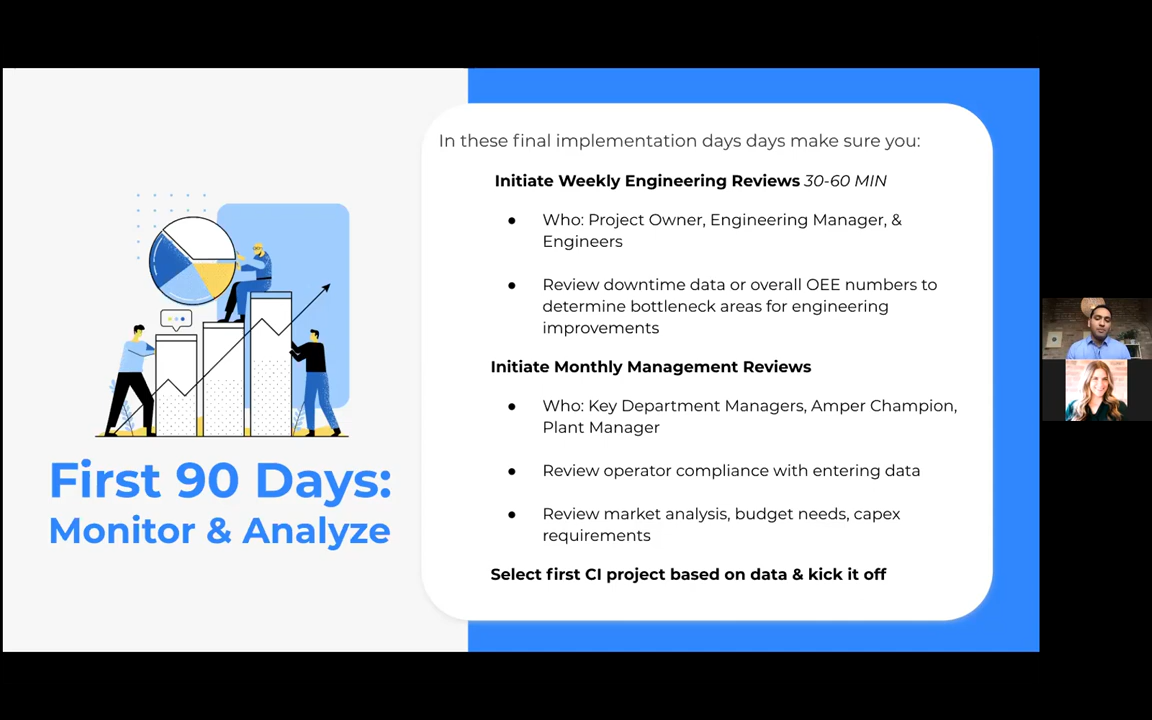 First 90 Days:
Monitor & Analyze
In these final implementation days days make sure you:
Initiate Weekly Engineering Reviews 30-60 MIN
● Who: Project Owner, Engineering Manager, &
Engineers
● Review downtime data or overall OEE numbers to
determine bottleneck areas for engineering
improvements
Initiate Monthly Management Reviews
● Who: Key Department Managers, Amper Champion,
Plant Manager
● Review operator compliance with entering data
● Review market analysis, budget needs, capex
requirements
Select first CI project based on data & kick it off